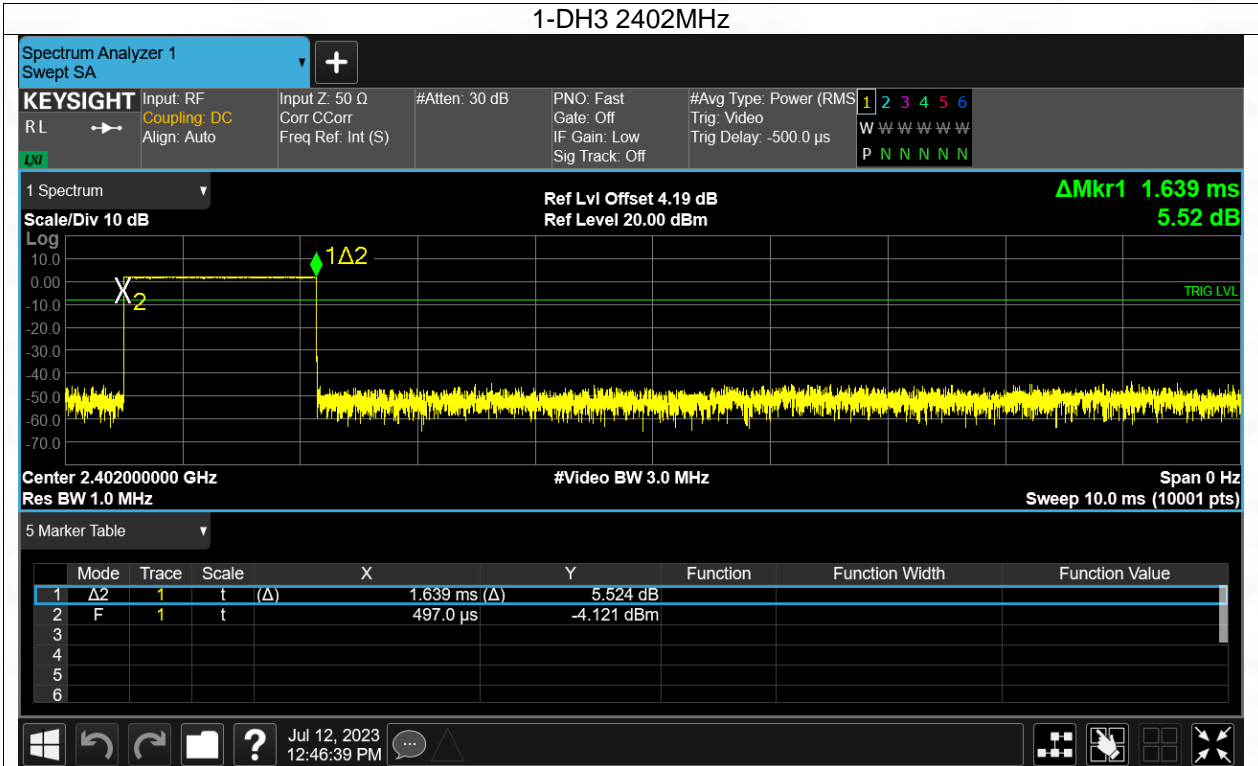 1-DH3 2402MHz
Spectrum Analyzer 1
Swept SA
KEYSIGHT Input: RF Input Z: 50 Ω #Atten: 30 dB PNO: Fast #Avg Type: Power (RMS 1 2 3 4 5 6
R L Coupling: DC Corr CCorr Gate: Off Trig: Video W W W W W W
Align: Auto Freq Ref: Int (S) IF Gain: Low Trig Delay: -500.0 µs
LXI Sig Track: Off P N N N N N
1 Spectrum Ref Lvl Offset 4.19 dB ΔMkr1 1.639 ms
Scale/Div 10 dB Ref Level 20.00 dBm 5.52 dB
Log
10.0 1Δ2
0.00
X2 TRIG LVL
-10.0
-20.0
-30.0
-40.0
-50.0
-60.0
-70.0
Center 2.402000000 GHz #Video BW 3.0 MHz Span 0 Hz
Res BW 1.0 MHz Sweep 10.0 ms (10001 pts)
5 Marker Table
Mode Trace Scale X Y Function Function Width Function Value
1 Δ2 1 t (Δ) 1.639 ms (Δ) 5.524 dB
2 F 1 t 497.0 µs -4.121 dBm
3
4
5
6
? Jul 12, 2023
12:46:39 PM